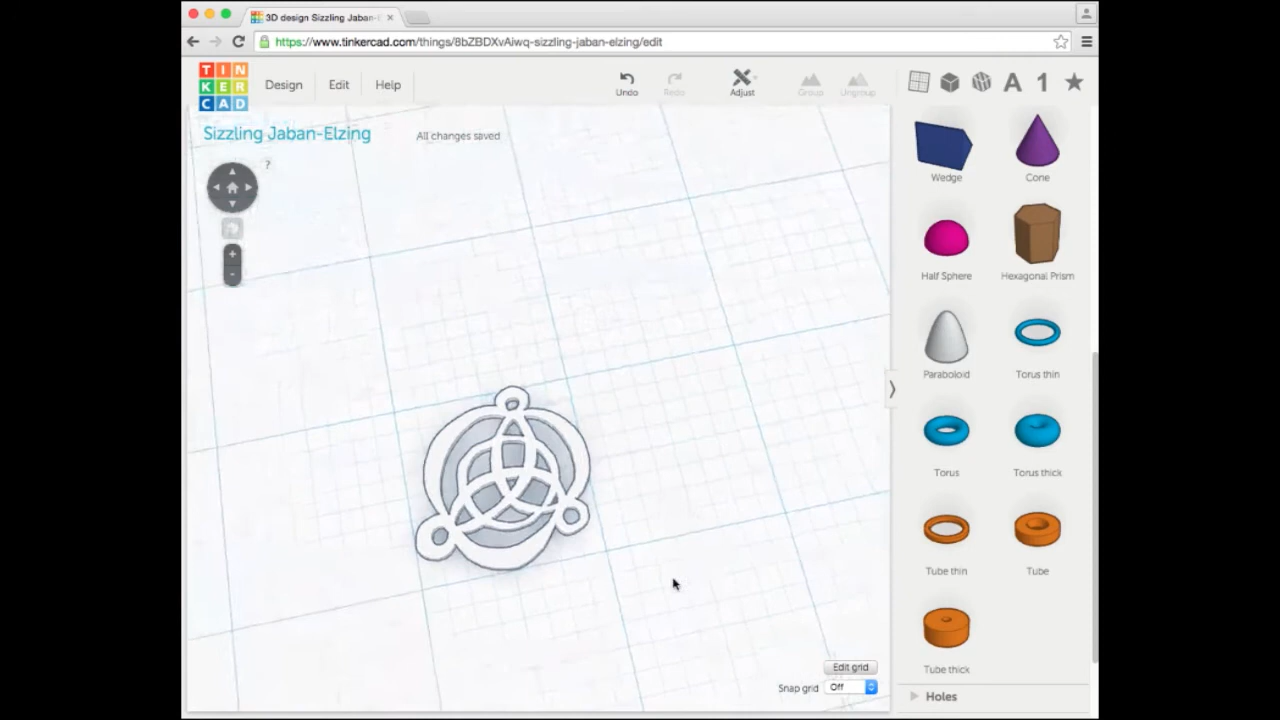 3D design Sizzling Jaban-E
https://www.tinkercad.com/things/8bZBDXvAiwq-sizzling-jaban-elzing/edit
TIN
KER
CAD
Design Edit Help
Undo Redo Adjust Group Ungroup
A 1
Sizzling Jaban-Elzing All changes saved
?
+
-
Wedge Cone
Half Sphere Hexagonal Prism
Paraboloid Torus thin
Torus Torus thick
Tube thin Tube
Tube thick
Edit grid
Snap grid Off
Holes